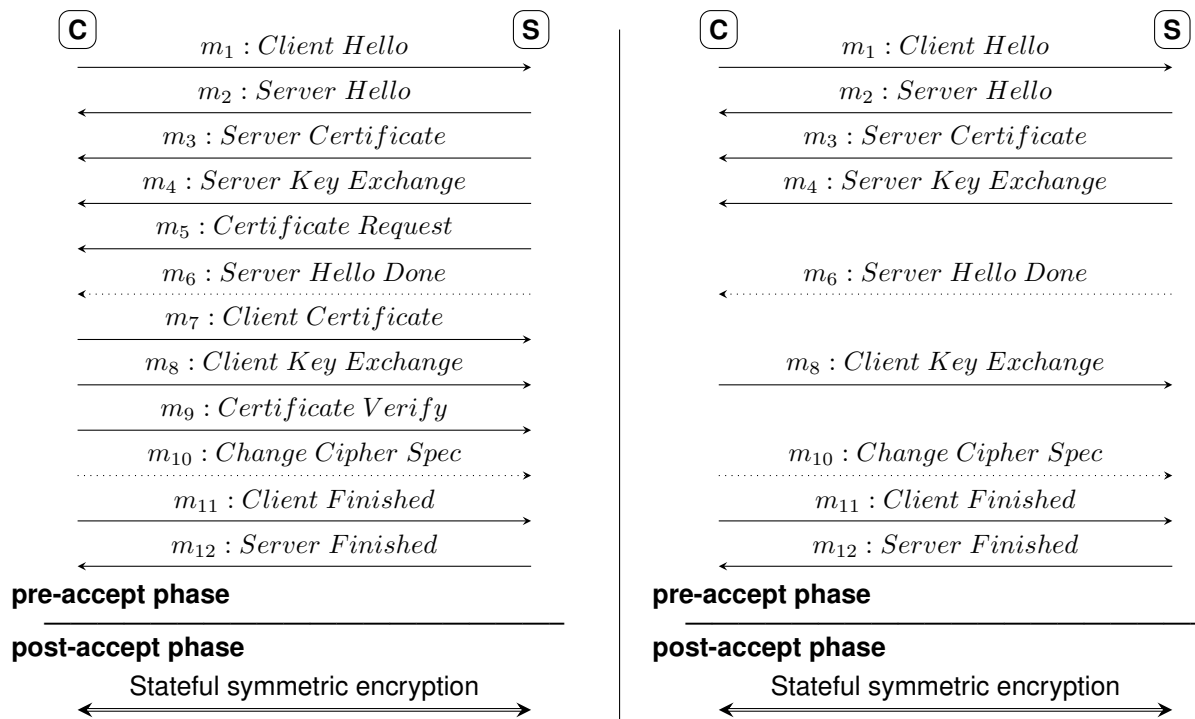 C S
m₁ : Client Hello
m₂ : Server Hello
m₃ : Server Certificate
m₄ : Server Key Exchange
m₅ : Certificate Request
m₆ : Server Hello Done
m₇ : Client Certificate
m₈ : Client Key Exchange
m₉ : Certificate Verify
m₁₀ : Change Cipher Spec
m₁₁ : Client Finished
m₁₂ : Server Finished
pre-accept phase
post-accept phase
Stateful symmetric encryption
C S
m₁ : Client Hello
m₂ : Server Hello
m₃ : Server Certificate
m₄ : Server Key Exchange
m₆ : Server Hello Done
m₈ : Client Key Exchange
m₁₀ : Change Cipher Spec
m₁₁ : Client Finished
m₁₂ : Server Finished
pre-accept phase
post-accept phase
Stateful symmetric encryption